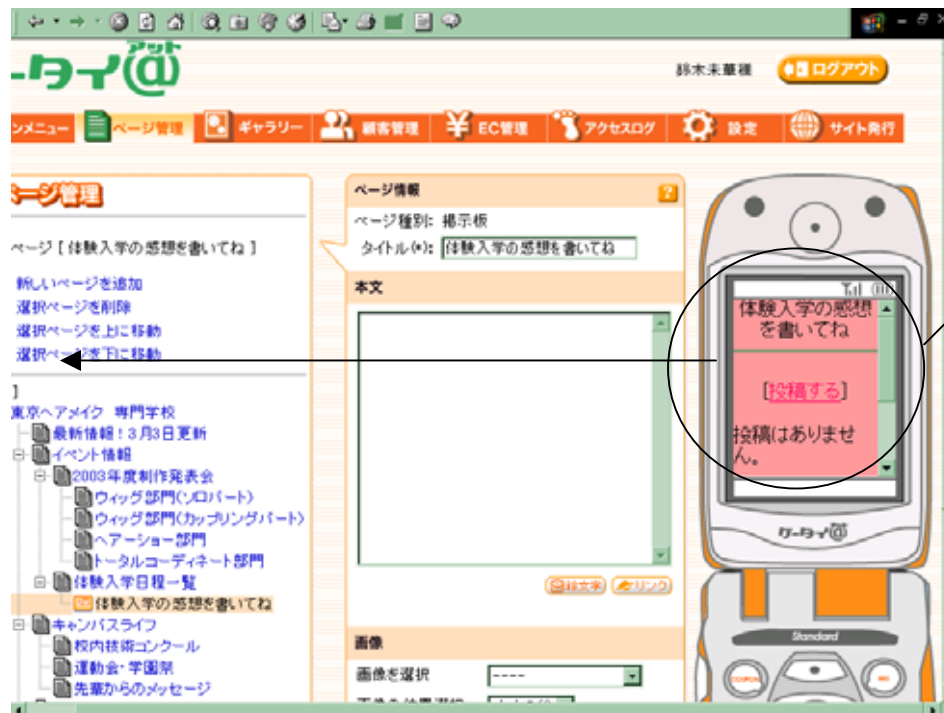 アット
ータイ@
鈴木未華様
ログアウト
ンメニュー
ページ管理
ギャラリー
顧客管理
EC管理
アクセスログ
設定
サイト発行
ページ管理
ページ [ 体験入学の感想を書いてね ]
新しいページを追加
選択ページを削除
選択ページを上に移動
選択ページを下に移動
]
東京ヘアメイク 専門学校
最新情報！3月3日更新
イベント情報
2003年度制作発表会
ウィッグ部門(ソロパート)
ウィッグ部門(カップリングパート)
ヘアーショー部門
トータルコーディネート部門
体験入学日程一覧
体験入学の感想を書いてね
キャンパスライフ
校内技術コンクール
運動会・学園祭
先輩からのメッセージ
ページ情報
?
ページ種別: 掲示板
タイトル(*): 体験入学の感想を書いてね
本文
絵文字
リンク
画像
画像を選択
----
体験入学の感想
を書いてね
[投稿する]
投稿はありませ
ん。
ケータイ@
Standard
COUPON